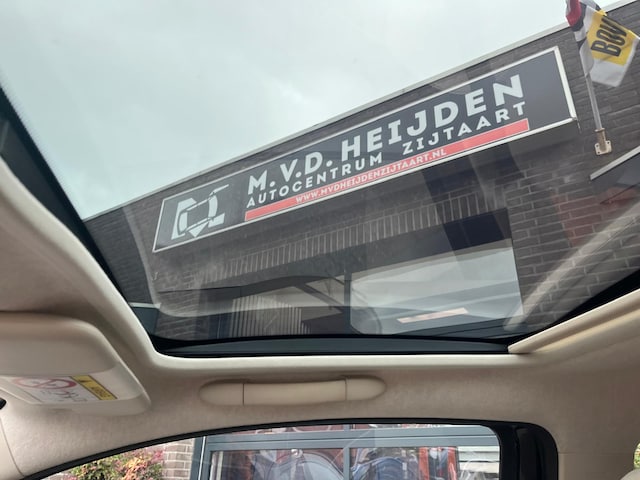 M.V.D. HEIJDEN
AUTOCENTRUM ZIJTAART
WWW.MVDHEIJDENZIJTAART.NL